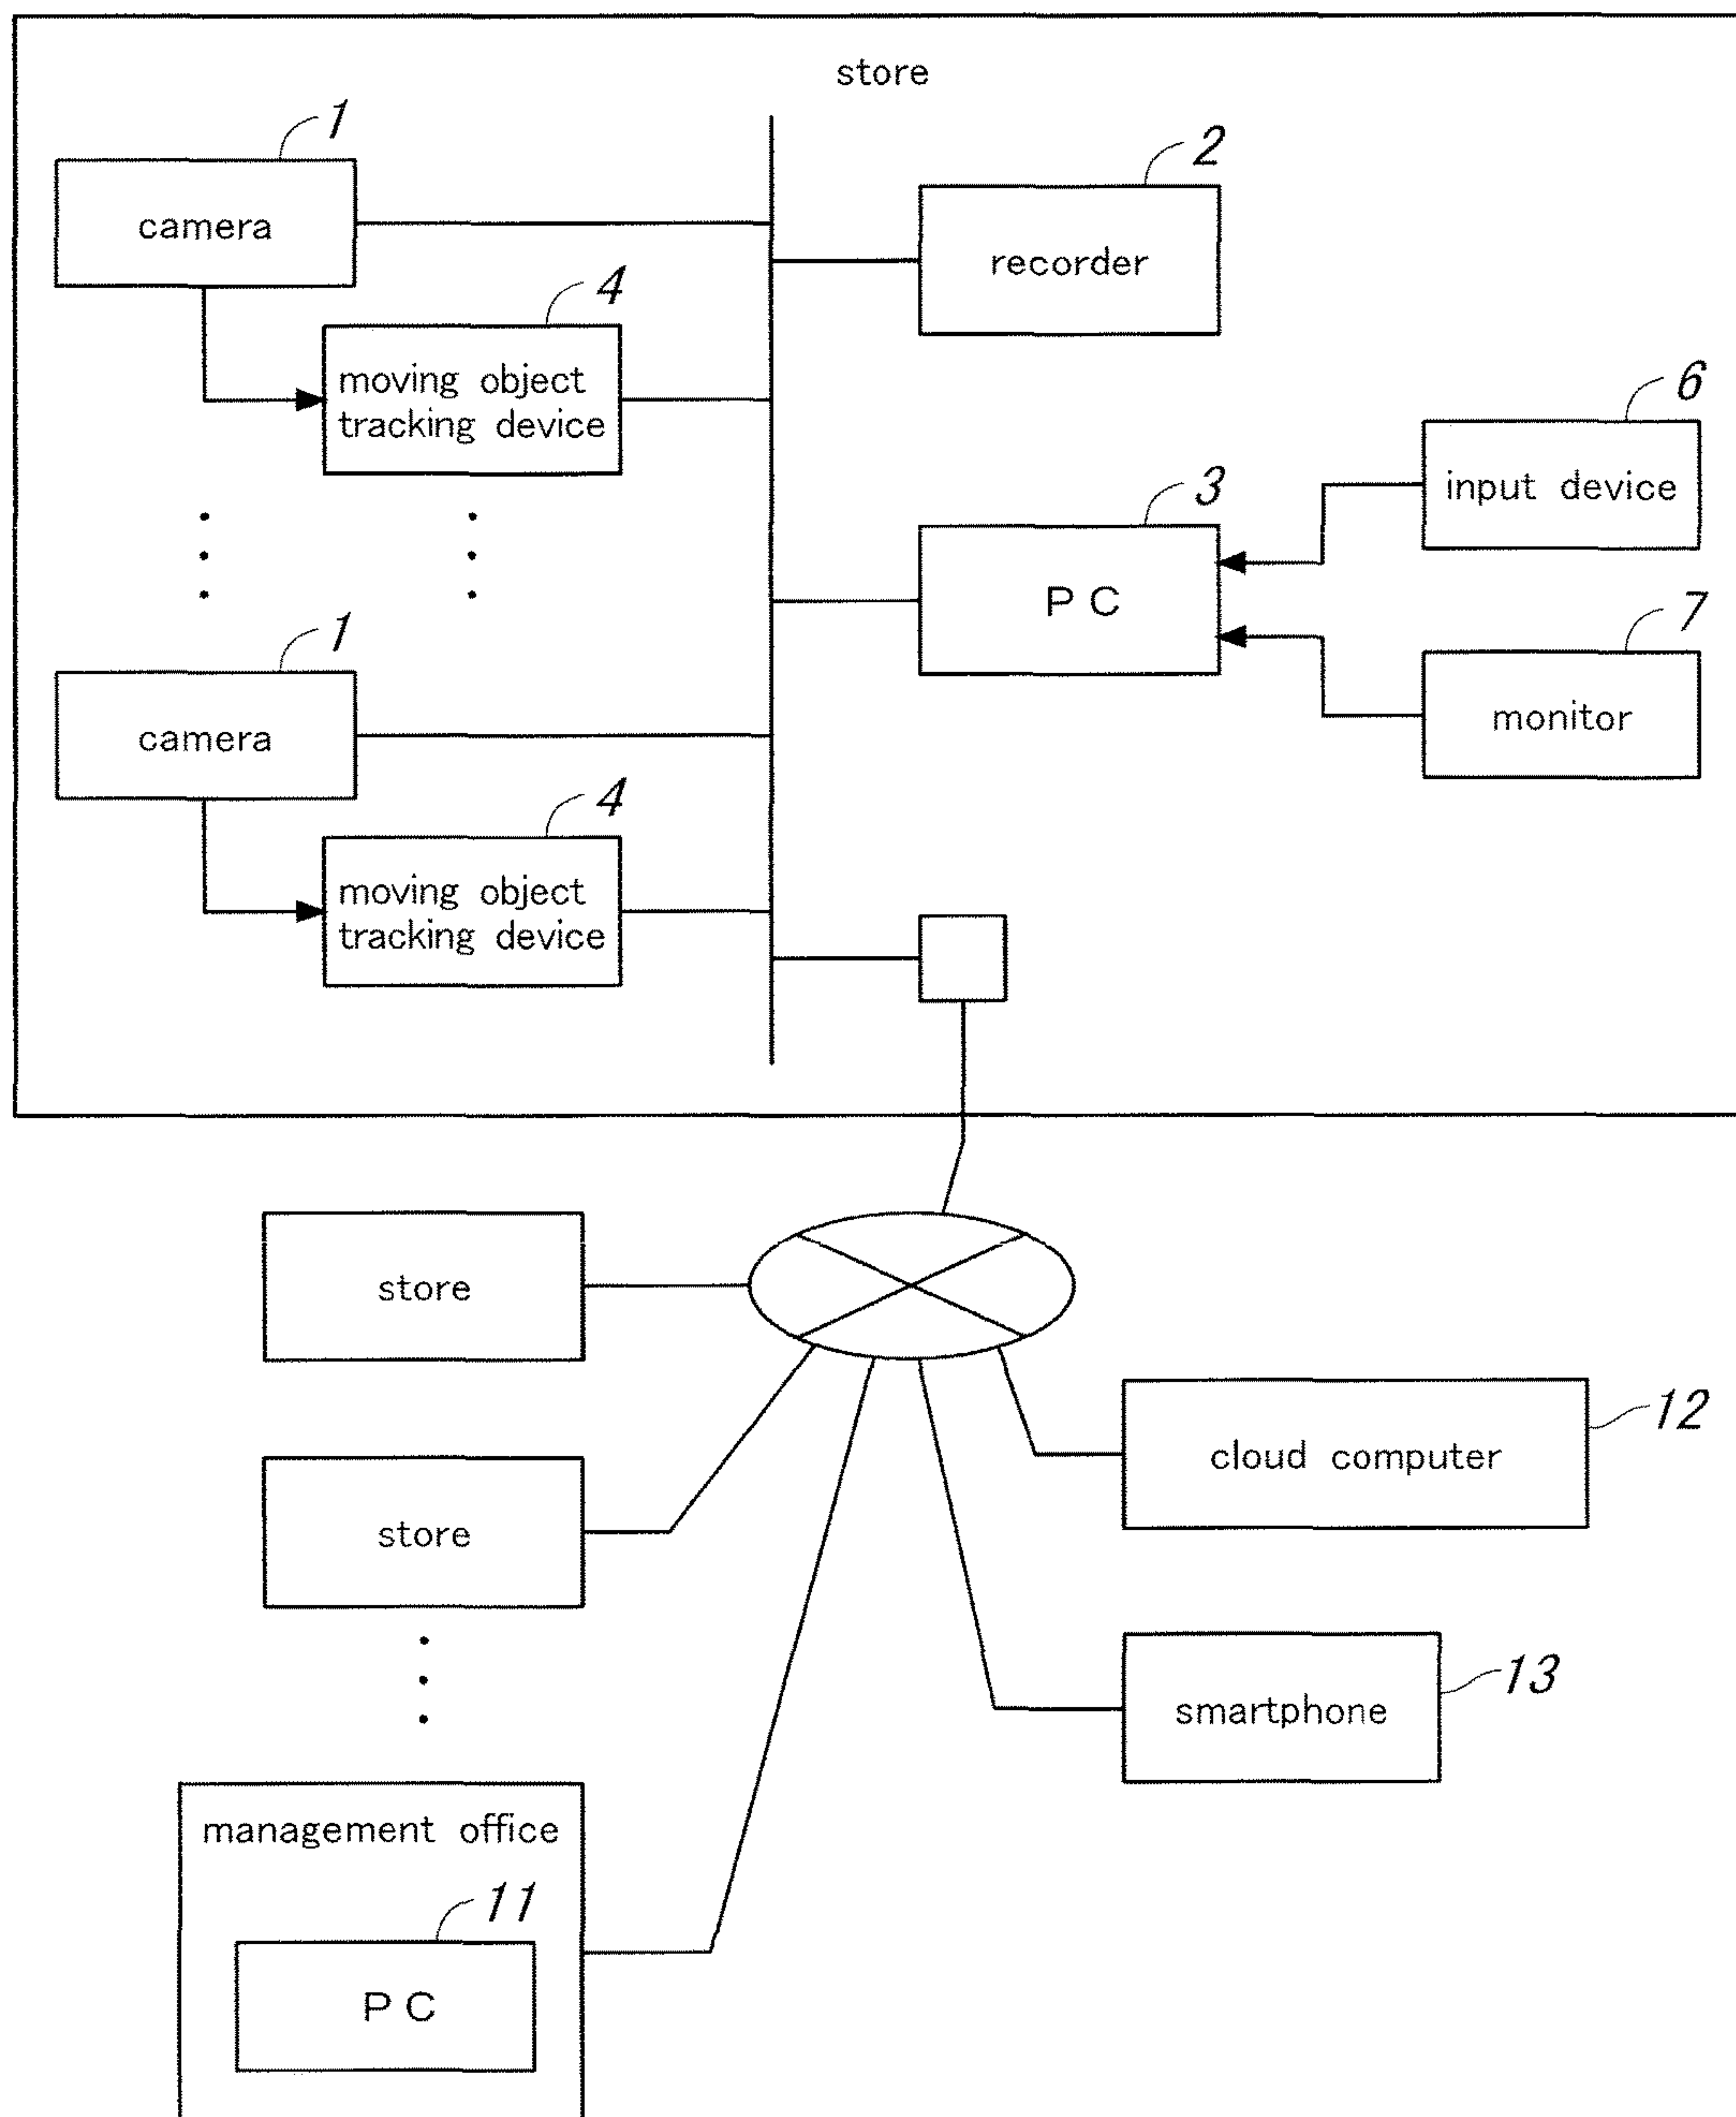 store
1
camera
2
recorder
4
moving object
tracking device
6
input device
3
PC
1
camera
7
monitor
4
moving object
tracking device
store
12
cloud computer
store
13
smartphone
management office
11
PC